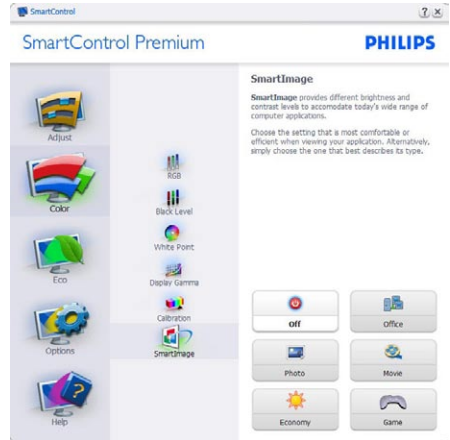 SmartControl
SmartControl Premium
PHILIPS
Adjust
Color
Eco
Options
Help
RGB
Black Level
White Point
Display Gamma
Calibration
SmartImage
SmartImage
SmartImage provides different brightness and
contrast levels to accomodate today's wide range of
computer applications.
Choose the setting that is most comfortable or
efficient when viewing your application. Alternatively,
simply choose the one that best describes its type.
Off
Office
Photo
Movie
Economy
Game